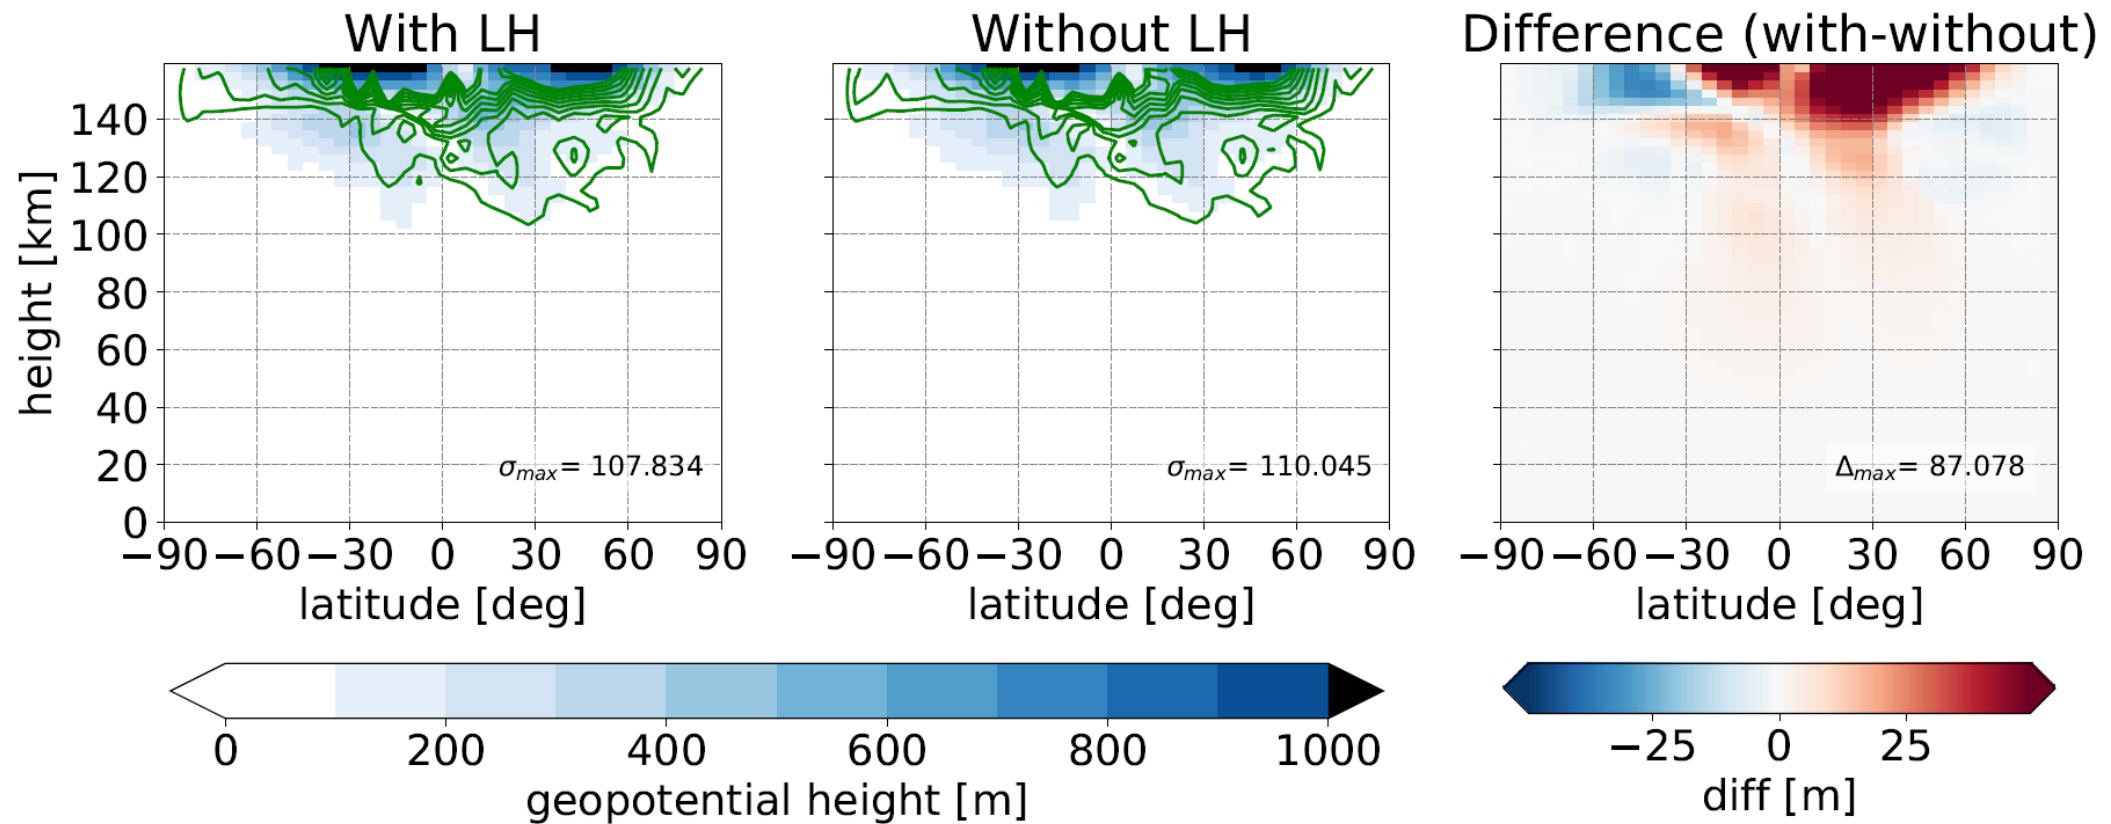 With LH
Without LH
Difference (with-without)
height [km]
140
120
100
80
60
40
20
0
σmax= 107.834
σmax= 110.045
Δmax= 87.078
−90 −60 −30 0 30 60 90
−90 −60 −30 0 30 60 90
−90 −60 −30 0 30 60 90
latitude [deg]
latitude [deg]
latitude [deg]
0 200 400 600 800 1000
geopotential height [m]
−25 0 25
diff [m]